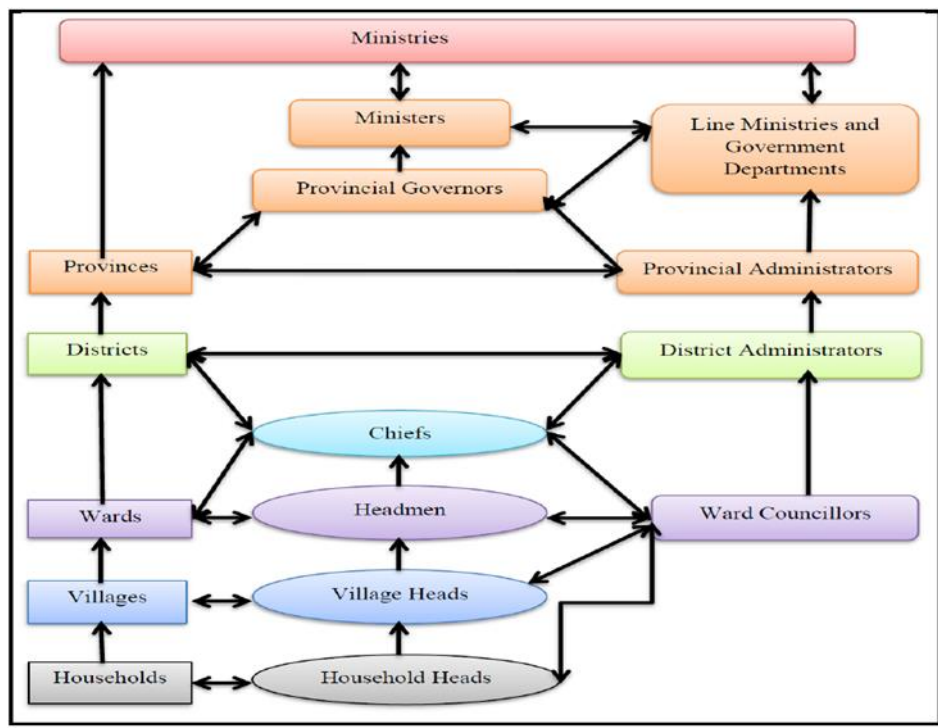 Ministries
Ministers
Line Ministries and
Government
Departments
Provincial Governors
Provinces
Provincial Administrators
Districts
District Administrators
Chiefs
Wards
Headmen
Ward Councillors
Villages
Village Heads
Households
Household Heads